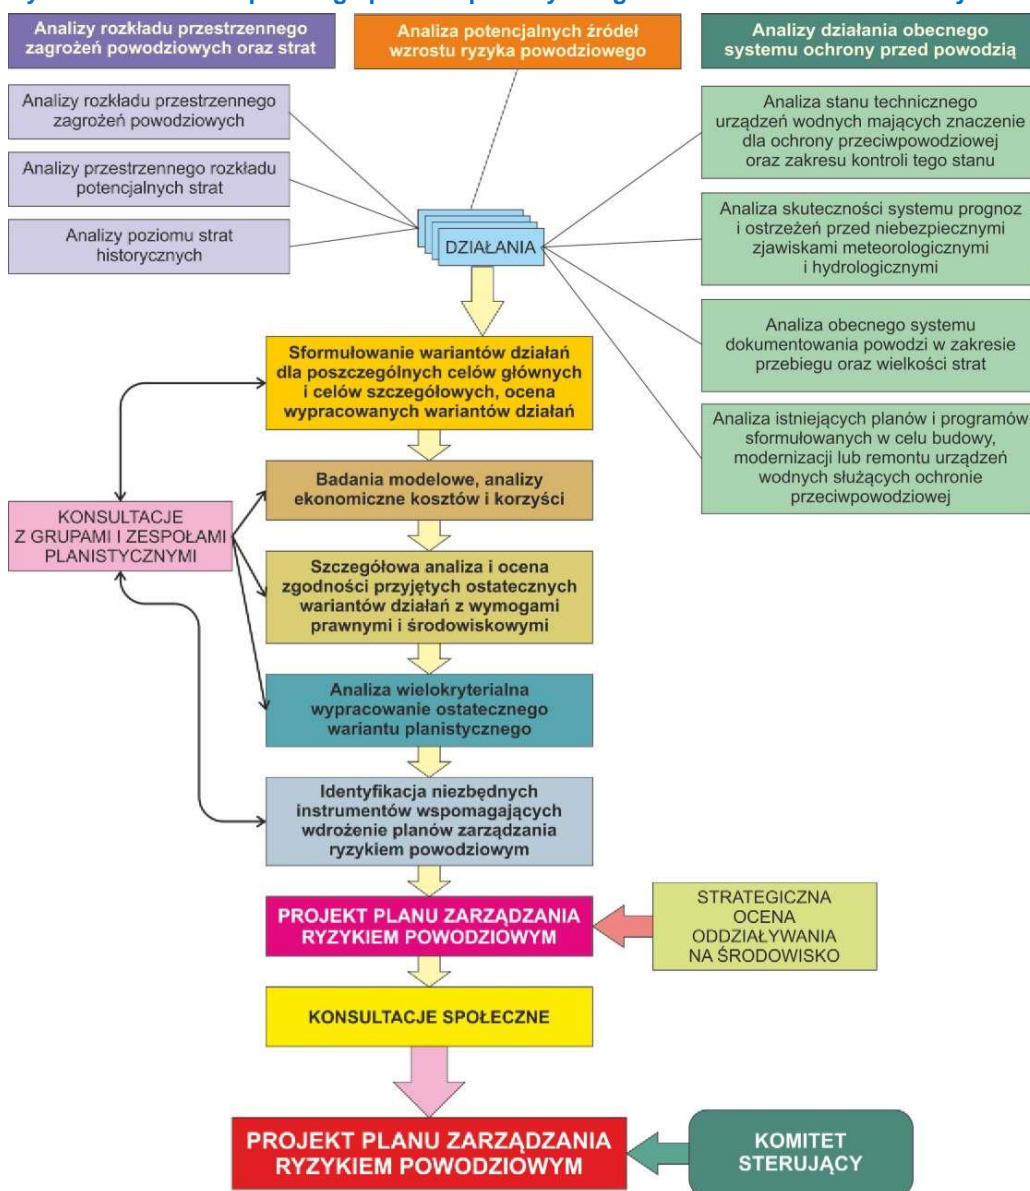 Analizy rozkładu przestrzennego
zagrożeń powodziowych oraz strat
Analiza potencjalnych źródeł
wzrostu ryzyka powodziowego
Analizy działania obecnego
systemu ochrony przed powodzią
Analizy rozkładu przestrzennego
zagrożeń powodziowych
Analizy przestrzennego rozkładu
potencjalnych strat
Analizy poziomu strat
historycznych
DZIAŁANIA
Analiza stanu technicznego
urządzeń wodnych mających znaczenie
dla ochrony przeciwpowodziowej
oraz zakresu kontroli tego stanu
Analiza skuteczności systemu prognoz
i ostrzeżeń przed niebezpiecznymi
zjawiskami meteorologicznymi
i hydrologicznymi
Analiza obecnego systemu
dokumentowania powodzi w zakresie
przebiegu oraz wielkości strat
Analiza istniejących planów i programów
sformułowanych w celu budowy,
modernizacji lub remontu urządzeń
wodnych służących ochronie
przeciwpowodziowej
Sformułowanie wariantów działań
dla poszczególnych celów głównych
i celów szczegółowych, ocena
wypracowanych wariantów działań
Badania modelowe, analizy
ekonomiczne kosztów i korzyści
KONSULTACJE
Z GRUPAMI I ZESPOŁAMI
PLANISTYCZNYMI
Szczegółowa analiza i ocena
zgodności przyjętych ostatecznych
wariantów działań z wymogami
prawnymi i środowiskowymi
Analiza wielokryterialna
wypracowanie ostatecznego
wariantu planistycznego
Identyfikacja niezbędnych
instrumentów wspomagających
wdrożenie planów zarządzania
ryzykiem powodziowym
PROJEKT PLANU ZARZĄDZANIA
RYZYKIEM POWODZIOWYM
STRATEGICZNA
OCENA
ODDZIAŁYWANIA
NA ŚRODOWISKO
KONSULTACJE SPOŁECZNE
PROJEKT PLANU ZARZĄDZANIA
RYZYKIEM POWODZIOWYM
KOMITET
STERUJĄCY